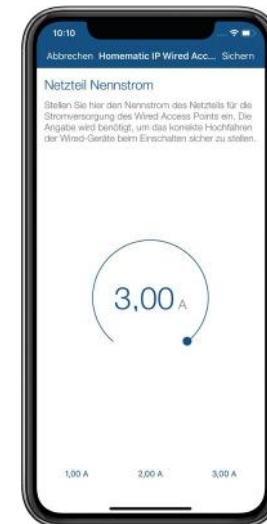 10:10
Abbrechen Homematic IP Wired Acc... Sichern
Netzteil Nennstrom
Stellen Sie hier den Nennstrom des Netzteils für die
Stromversorgung des Wired Access Points ein. Die
Angabe wird benötigt, um das korrekte Hochfahren
der Wired-Geräte beim Einschalten sicher zu stellen.
3,00 A
1,00 A 2,00 A 3,00 A